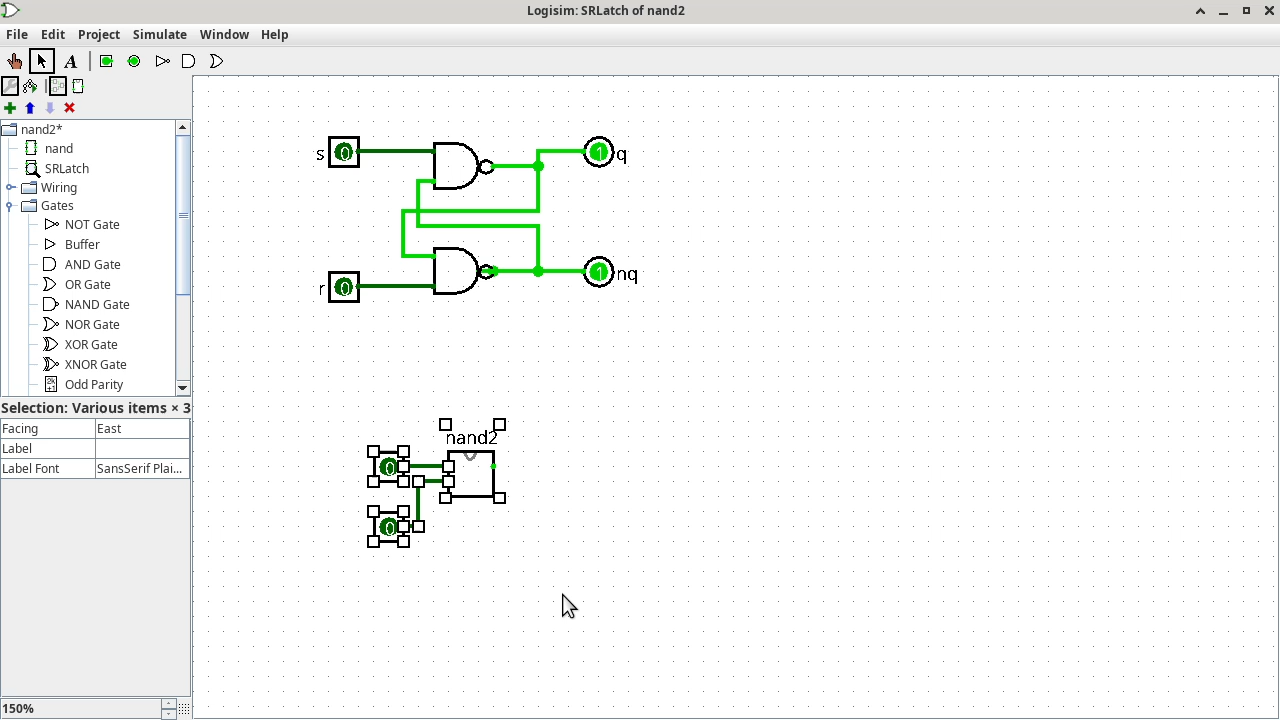 Logisim: SRLatch of nand2
File Edit Project Simulate Window Help
A
nand2*
nand
SRLatch
Wiring
Gates
NOT Gate
Buffer
AND Gate
OR Gate
NAND Gate
NOR Gate
XOR Gate
XNOR Gate
Odd Parity
Selection: Various items × 3
Facing East
Label
Label Font SansSerif Plai...
150%
s 0 1 q
r 0 1 nq
nand2
0
0